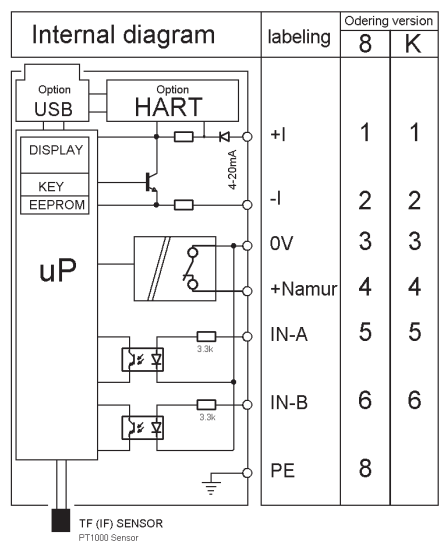 Internal diagram
labeling
Odering version
8 K
Option
USB
Option
HART
DISPLAY
KEY
EEPROM
uP
4-20mA
3.3k
3.3k
+I 1 1
-I 2 2
0V 3 3
+Namur 4 4
IN-A 5 5
IN-B 6 6
PE 8
TF (IF) SENSOR
PT1000 Sensor